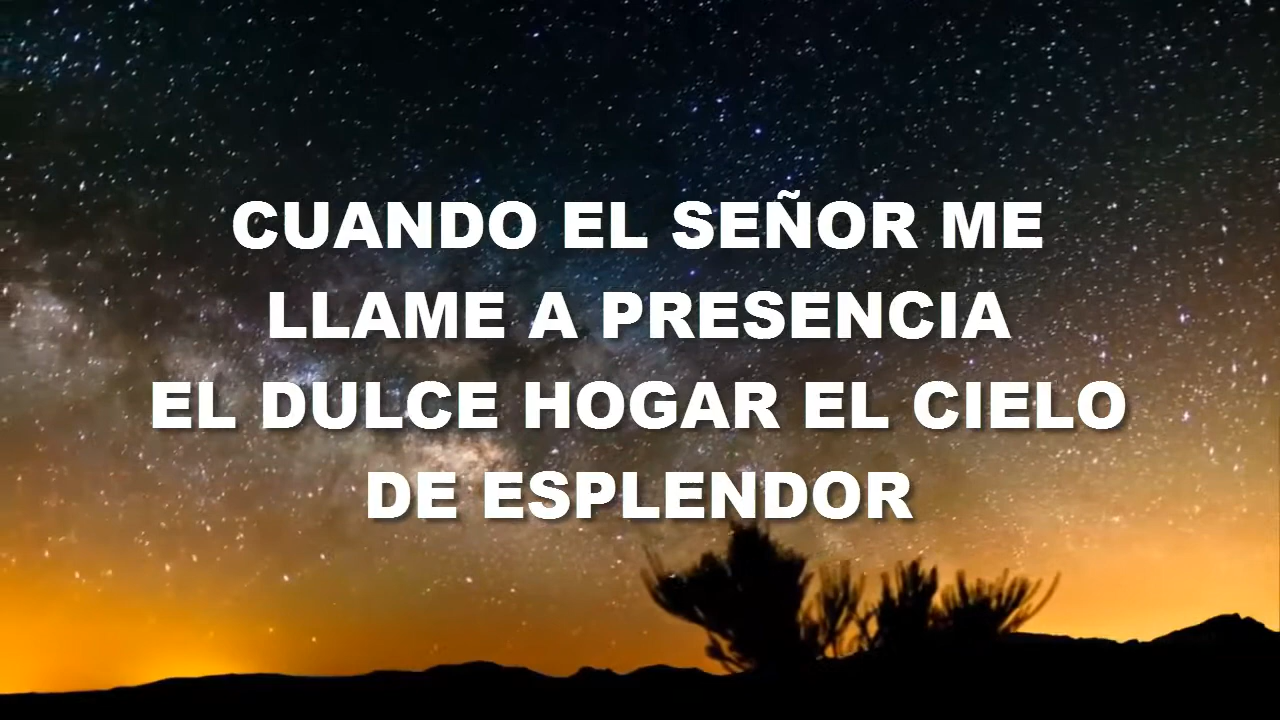 CUANDO EL SEÑOR ME
LLAME A PRESENCIA
EL DULCE HOGAR EL CIELO
DE ESPLENDOR